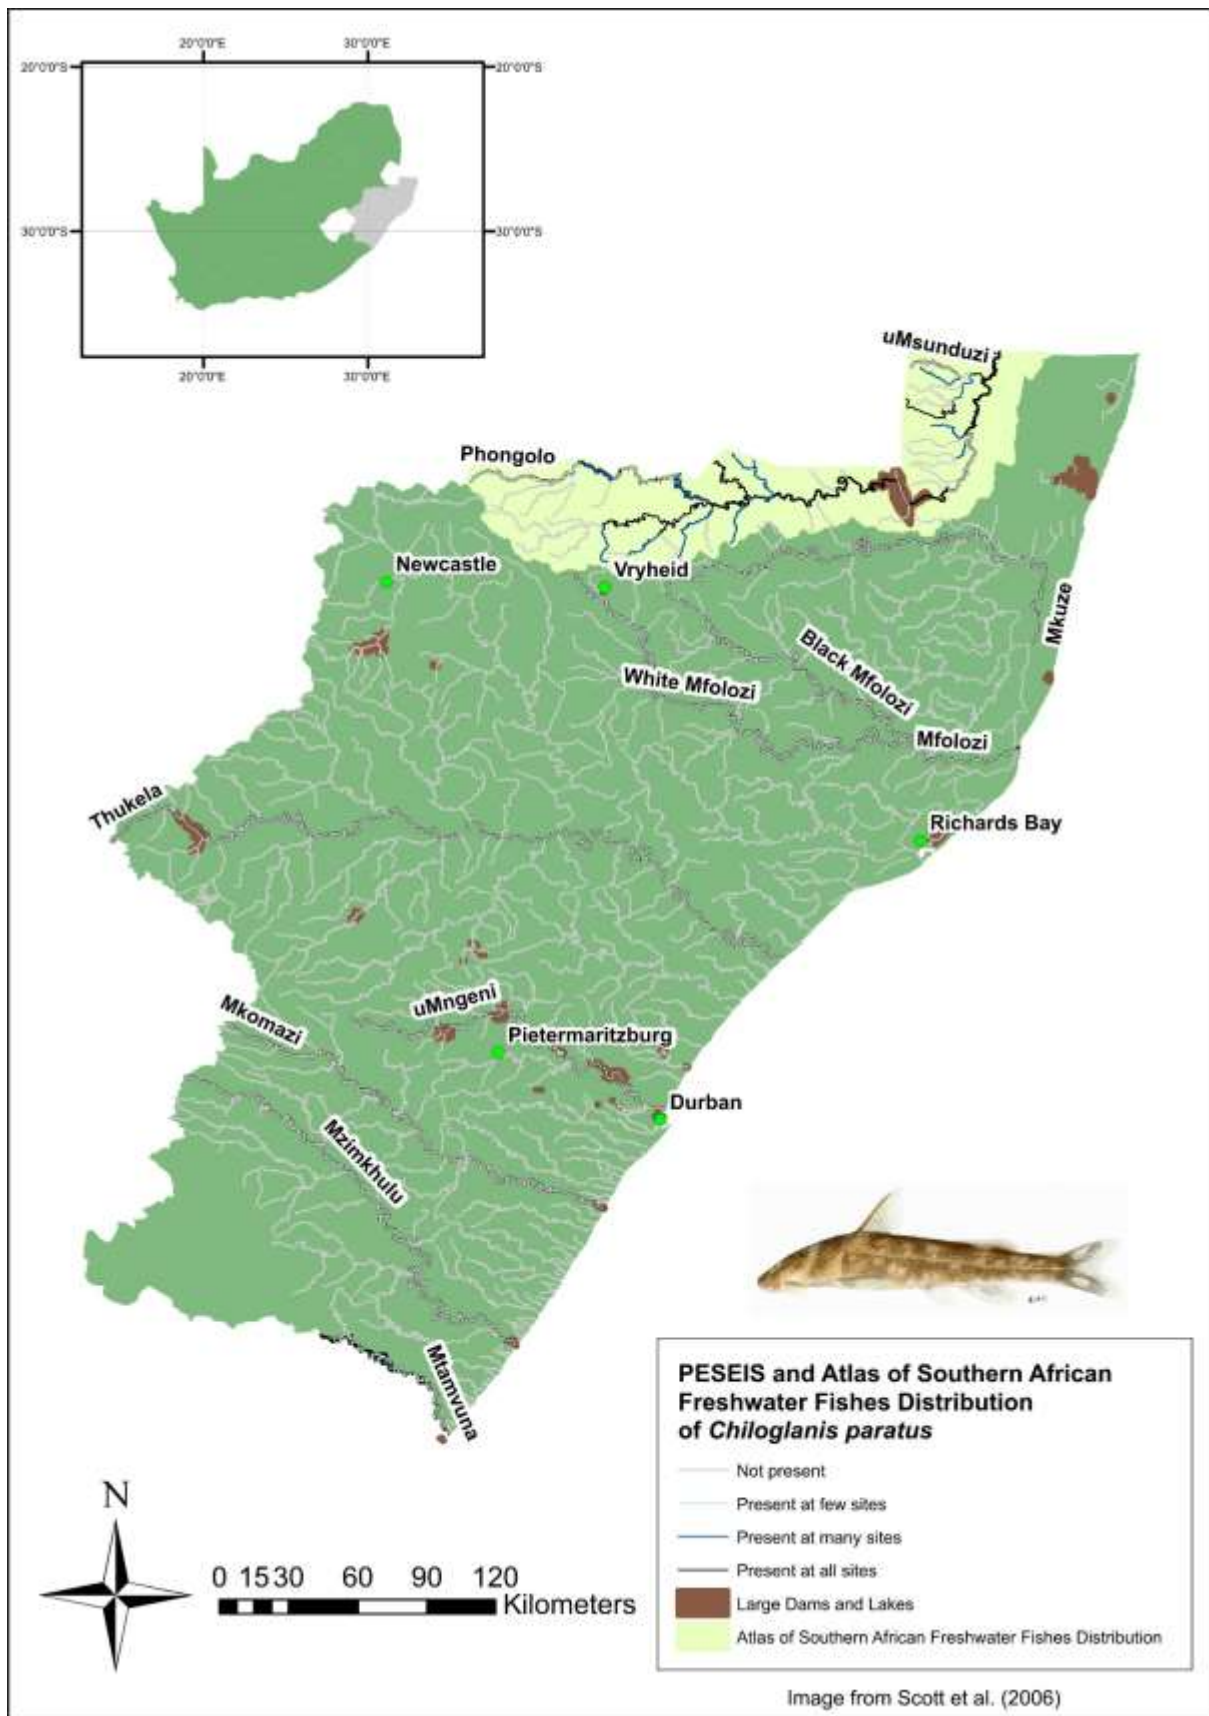 20°0'0"E 30°0'0"E
20°0'0"S 20°0'0"S
30°0'0"S 30°0'0"S
20°0'0"E 30°0'0"E
uMsunduzi
Phongolo
Newcastle
Vryheid
Mkuze
Black Mfolozi
White Mfolozi
Mfolozi
Thukela
Richards Bay
uMngeni
Mkomazi
Pietermaritzburg
Durban
Mzimkhulu
Mtamvuna
PESEIS and Atlas of Southern African
Freshwater Fishes Distribution
of Chiloglanis paratus
Not present
Present at few sites
Present at many sites
Present at all sites
Large Dams and Lakes
Atlas of Southern African Freshwater Fishes Distribution
N
0 15 30 60 90 120
Kilometers
Image from Scott et al. (2006)